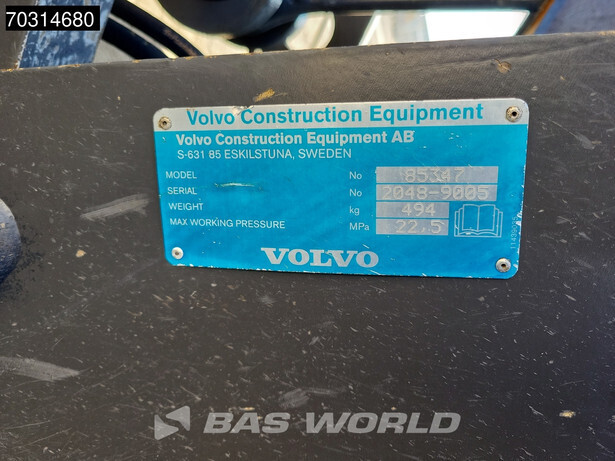 70314680
Volvo Construction Equipment
Volvo Construction Equipment AB
S-631 85 ESKILSTUNA, SWEDEN
MODEL No 85347
SERIAL No 2048-9005
WEIGHT kg 494
MAX WORKING PRESSURE MPa 22,5
VOLVO
BAS WORLD